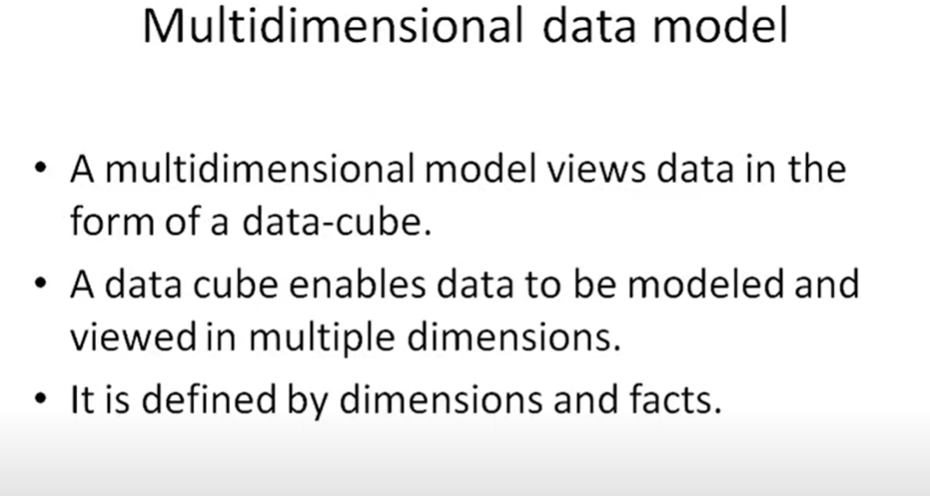 Multidimensional data model
• A multidimensional model views data in the
form of a data-cube.
• A data cube enables data to be modeled and
viewed in multiple dimensions.
• It is defined by dimensions and facts.